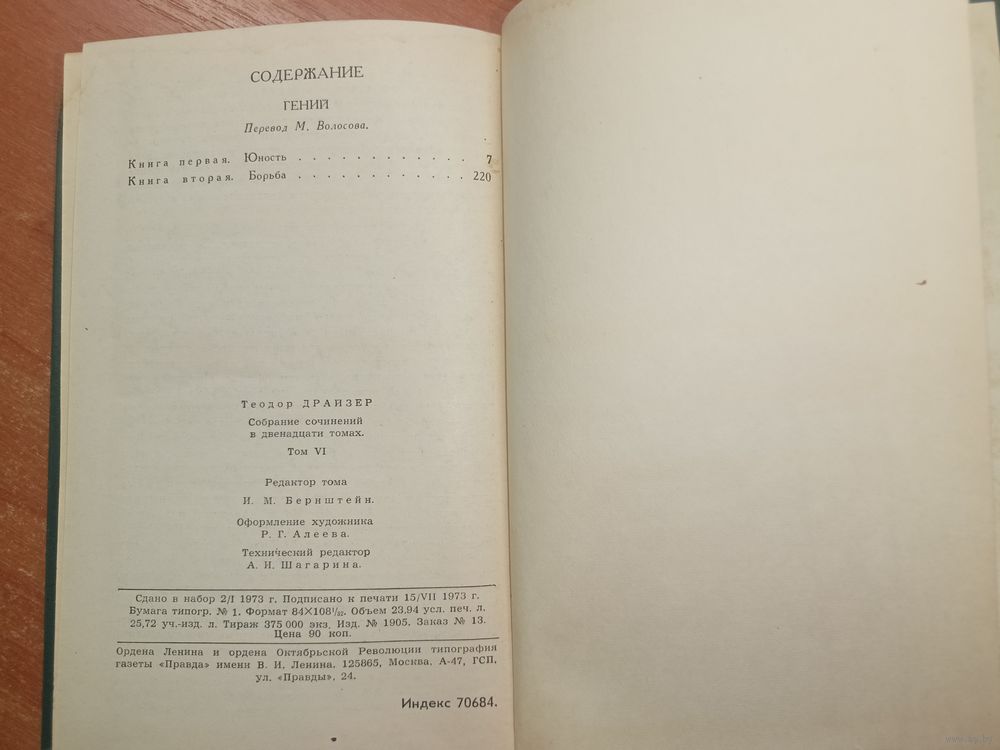 СОДЕРЖАНИЕ
ГЕНИЙ
Перевод М. Волосова.
Книга первая. Юность . . . . . . . . . . . . 7
Книга вторая. Борьба . . . . . . . . . . . . 220
Теодор ДРАЙЗЕР
Собрание сочинений
в двенадцати томах.
Том VI
Редактор тома
И. М. Бернштейн.
Оформление художника
Р. Г. Алеева.
Технический редактор
А. И. Шагарина.
Сдано в набор 2/I 1973 г. Подписано к печати 15/VII 1973 г.
Бумага типогр. № 1. Формат 84×108¹/₃₂. Объем 23,94 усл. печ. л.
25,72 уч.-изд. л. Тираж 375 000 экз. Изд. № 1905. Заказ № 13.
Цена 90 коп.
Ордена Ленина и ордена Октябрьской Революции типография
газеты «Правда» имени В. И. Ленина. 125865, Москва, А-47, ГСП,
ул. «Правды», 24.
Индекс 70684.
www.ay.by